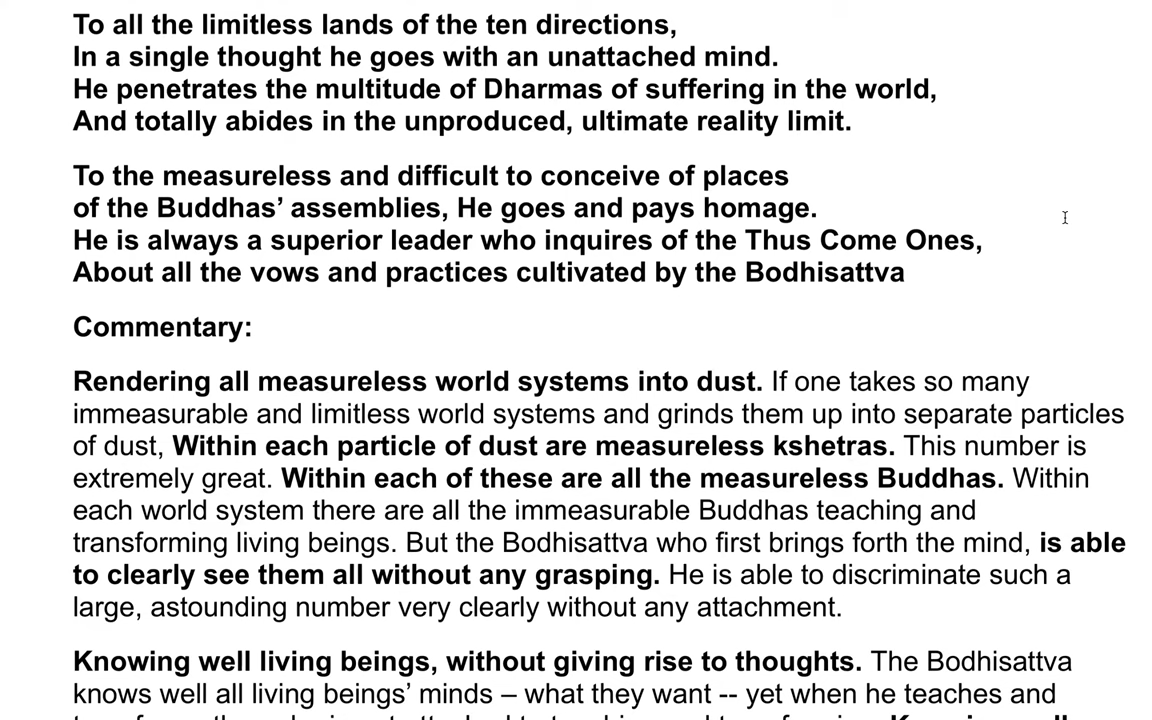 To all the limitless lands of the ten directions,
In a single thought he goes with an unattached mind.
He penetrates the multitude of Dharmas of suffering in the world,
And totally abides in the unproduced, ultimate reality limit.
To the measureless and difficult to conceive of places
of the Buddhas’ assemblies, He goes and pays homage.
He is always a superior leader who inquires of the Thus Come Ones,
About all the vows and practices cultivated by the Bodhisattva
Commentary:
Rendering all measureless world systems into dust. If one takes so many
immeasurable and limitless world systems and grinds them up into separate particles
of dust, Within each particle of dust are measureless kshetras. This number is
extremely great. Within each of these are all the measureless Buddhas. Within
each world system there are all the immeasurable Buddhas teaching and
transforming living beings. But the Bodhisattva who first brings forth the mind, is able
to clearly see them all without any grasping. He is able to discriminate such a
large, astounding number very clearly without any attachment.
Knowing well living beings, without giving rise to thoughts. The Bodhisattva
knows well all living beings’ minds – what they want -- yet when he teaches and